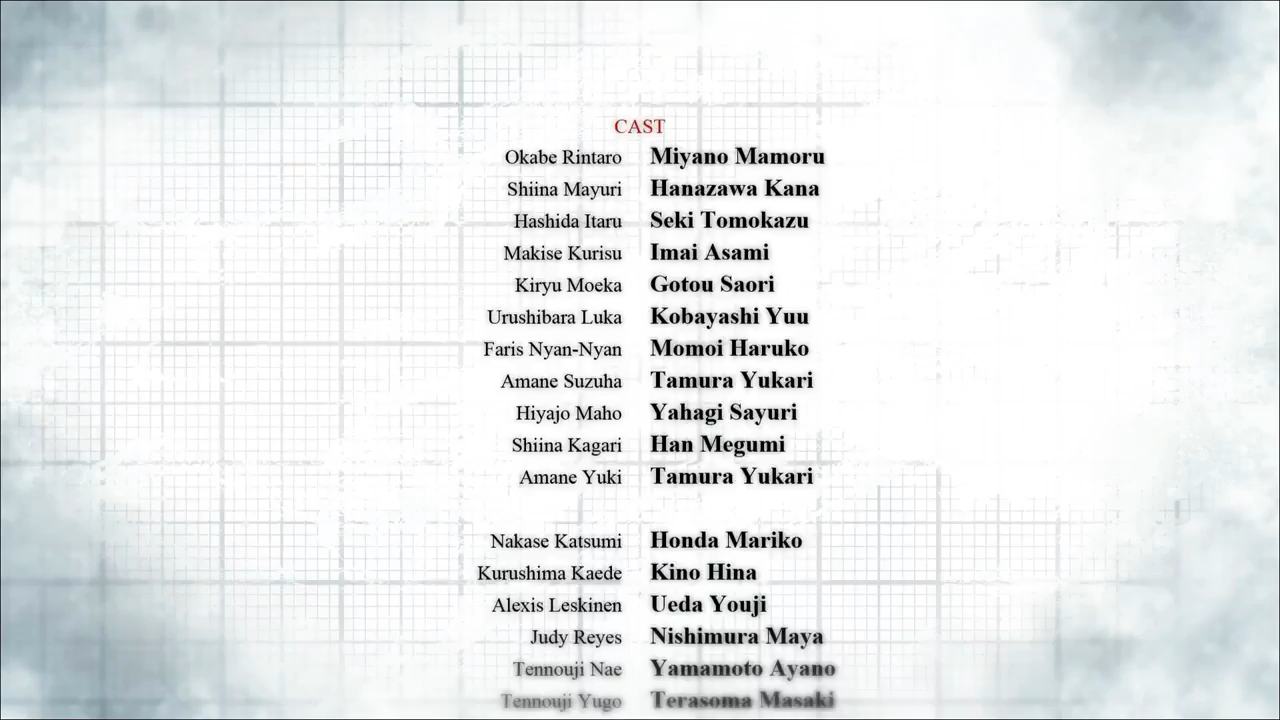 CAST
Okabe Rintaro Miyano Mamoru
Shiina Mayuri Hanazawa Kana
Hashida Itaru Seki Tomokazu
Makise Kurisu Imai Asami
Kiryu Moeka Gotou Saori
Urushibara Luka Kobayashi Yuu
Faris Nyan-Nyan Momoi Haruko
Amane Suzuha Tamura Yukari
Hiyajo Maho Yahagi Sayuri
Shiina Kagari Han Megumi
Amane Yuki Tamura Yukari
Nakase Katsumi Honda Mariko
Kurushima Kaede Kino Hina
Alexis Leskinen Ueda Youji
Judy Reyes Nishimura Maya
Tennouji Nae Yamamoto Ayano
Tennouji Yugo Terasoma Masaki